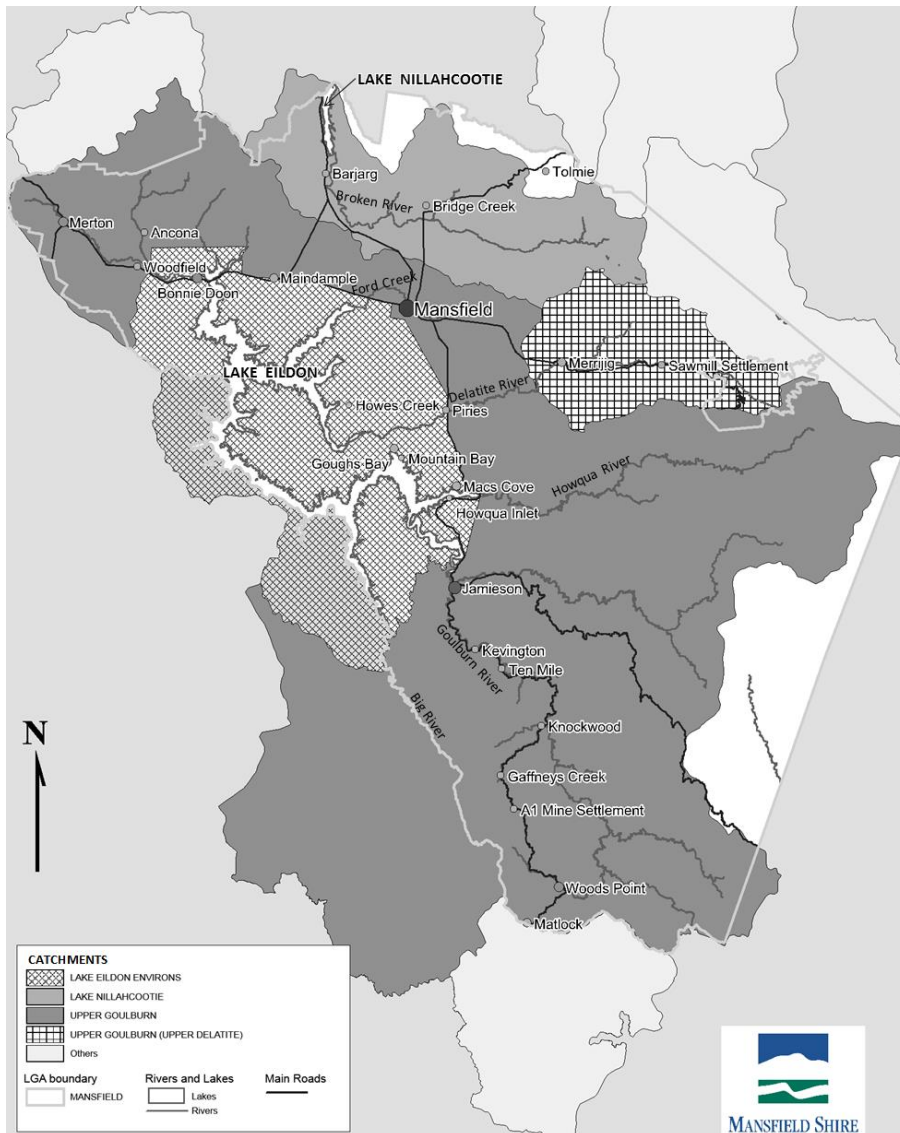 LAKE NILLAHCOOTIE
Barjarg
Tolmie
Broken River
Bridge Creek
Merton
Ancona
Woodfield
Maindample
Bonnie Doon
Ford Creek
Mansfield
LAKE EILDON
Merrijig
Sawmill Settlement
Delatite River
Howes Creek
Piries
Goughs Bay
Mountain Bay
Howqua River
Macs Cove
Howqua Inlet
Jamieson
Goulburn River
Kevington
Ten Mile
Big River
Knockwood
N
Gaffneys Creek
A1 Mine Settlement
Woods Point
Matlock
CATCHMENTS
LAKE EILDON ENVIRONS
LAKE NILLAHCOOTIE
UPPER GOULBURN
UPPER GOULBURN (UPPER DELATITE)
Others
LGA boundary
MANSFIELD
Rivers and Lakes
Lakes
Rivers
Main Roads
MANSFIELD SHIRE